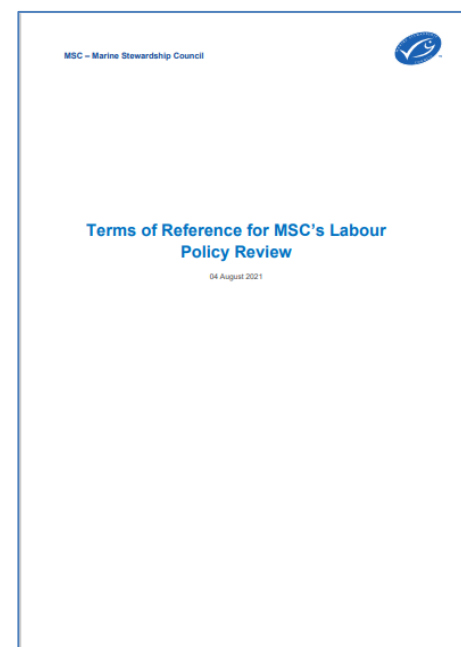 MSC – Marine Stewardship Council
Terms of Reference for MSC's Labour
Policy Review
04 August 2021